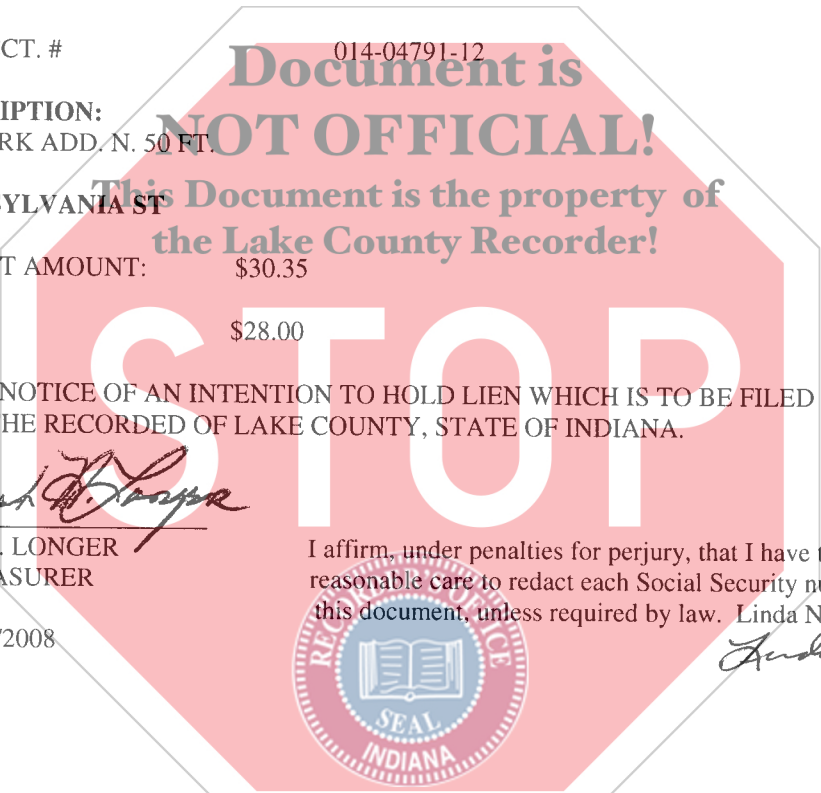 CT. # 014-04791-12
Document is
IPTION:
NOT OFFICIAL!
RK ADD. N. 50 FT.
This Document is the property of
SYLVANIA ST
the Lake County Recorder!
T AMOUNT: $30.35
$28.00
STOP
NOTICE OF AN INTENTION TO HOLD LIEN WHICH IS TO BE FILED
HE RECORDED OF LAKE COUNTY, STATE OF INDIANA.
. LONGER
ASURER
/2008
I affirm, under penalties for perjury, that I have t
reasonable care to redact each Social Security nu
this document, unless required by law. Linda N
RECORDER'S OFFICE
SEAL
INDIANA